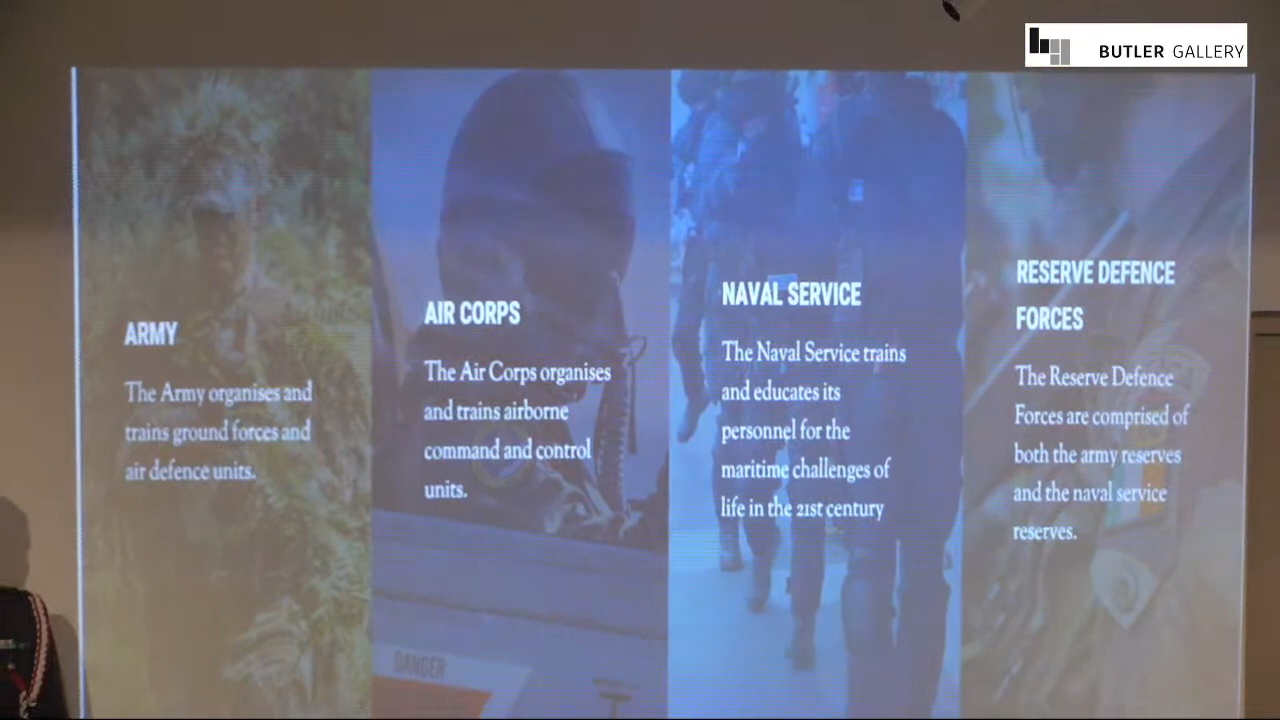 BUTLER GALLERY
ARMY
The Army organises and
trains ground forces and
air defence units.
AIR CORPS
The Air Corps organises
and trains airborne
command and control
units.
DANGER
NAVAL SERVICE
The Naval Service trains
and educates its
personnel for the
maritime challenges of
life in the 21st century
RESERVE DEFENCE
FORCES
The Reserve Defence
Forces are comprised of
both the army reserves
and the naval service
reserves.